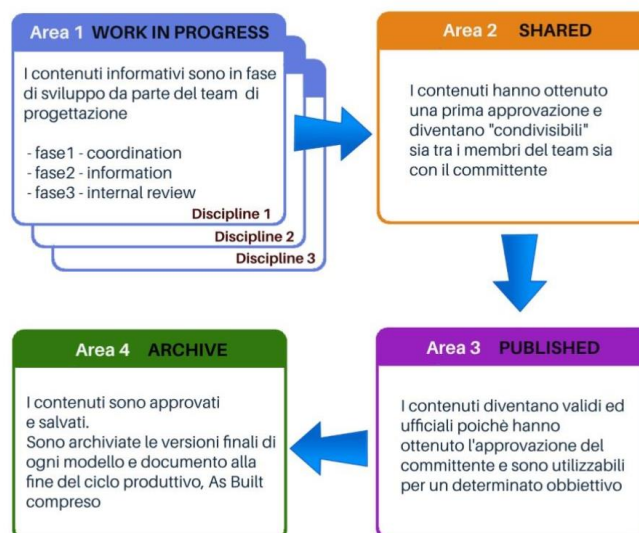 Area 1 WORK IN PROGRESS
I contenuti informativi sono in fase
di sviluppo da parte del team di
progettazione
- fase1 - coordination
- fase2 - information
- fase3 - internal review
Discipline 1
Discipline 2
Discipline 3
Area 2 SHARED
I contenuti hanno ottenuto
una prima approvazione e
diventano "condivisibili"
sia tra i membri del team sia
con il committente
Area 3 PUBLISHED
I contenuti diventano validi ed
ufficiali poichè hanno
ottenuto l'approvazione del
committente e sono utilizzabili
per un determinato obbiettivo
Area 4 ARCHIVE
I contenuti sono approvati
e salvati.
Sono archiviate le versioni finali di
ogni modello e documento alla
fine del ciclo produttivo, As Built
compreso